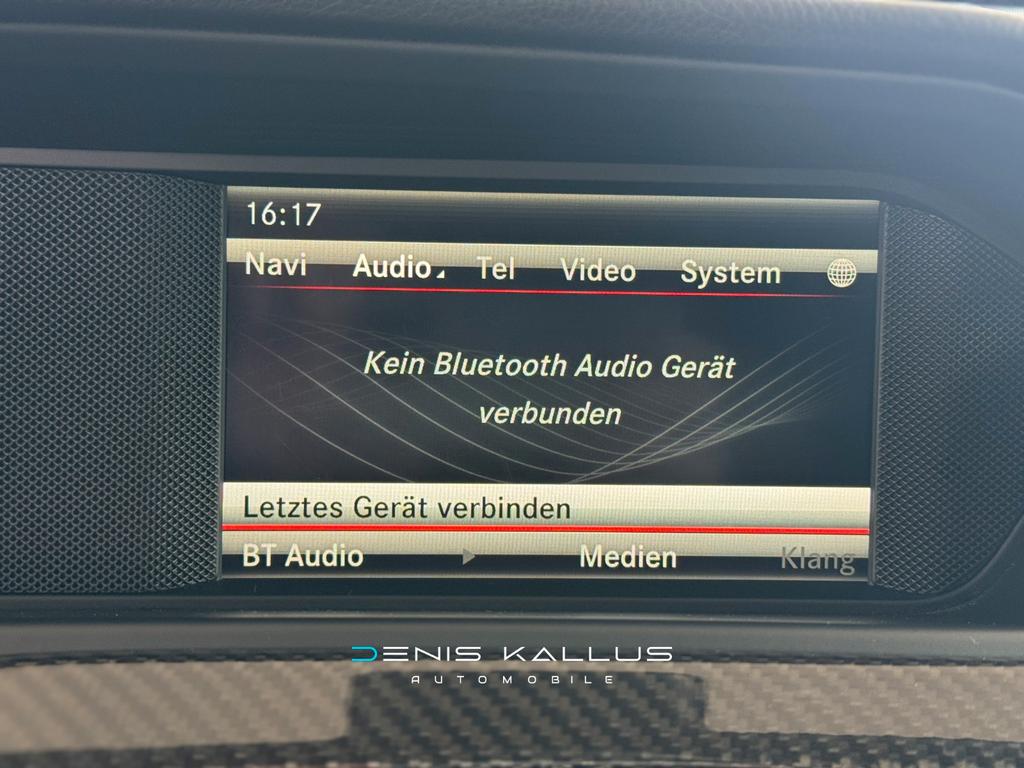 16:17
Navi Audio Tel Video System
Kein Bluetooth Audio Gerät
verbunden
Letztes Gerät verbinden
BT Audio Medien Klang
DENIS KALLUS
AUTOMOBILE